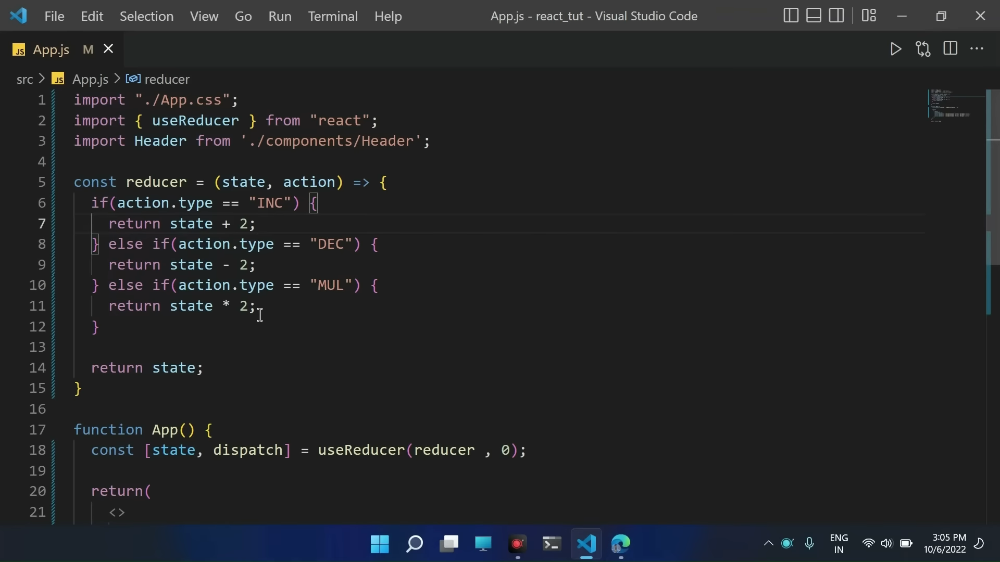 File Edit Selection View Go Run Terminal Help App.js - react_tut - Visual Studio Code
JS App.js M
src > JS App.js > reducer
1 import "./App.css";
2 import { useReducer } from "react";
3 import Header from './components/Header';
4
5 const reducer = (state, action) => {
6 if(action.type == "INC") {
7 return state + 2;
8 } else if(action.type == "DEC") {
9 return state - 2;
10 } else if(action.type == "MUL") {
11 return state * 2;
12 }
13
14 return state;
15 }
16
17 function App() {
18 const [state, dispatch] = useReducer(reducer , 0);
19
20 return(
21 <>
ENG
IN
3:05 PM
10/6/2022